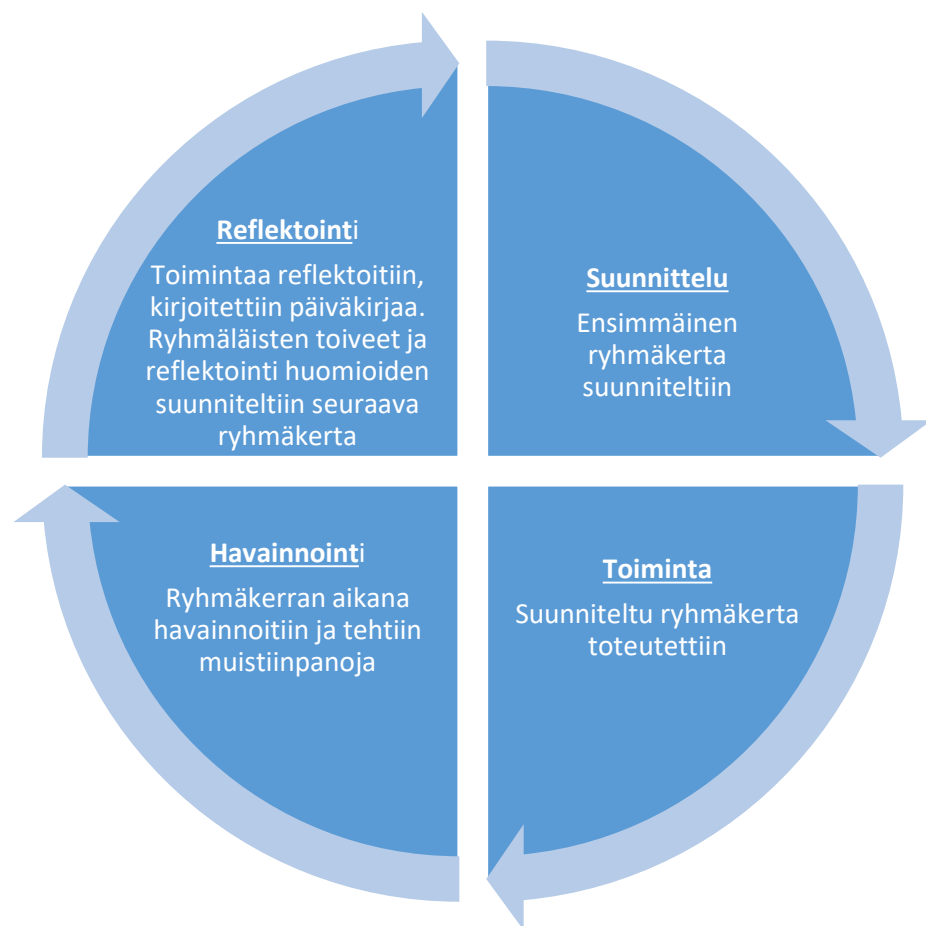 Reflektointi
Toimintaa reflektoitiin,
kirjoitettiin päiväkirjaa.
Ryhmäläisten toiveet ja
reflektointi huomioiden
suunniteltiin seuraava
ryhmäkerta
Suunnittelu
Ensimmäinen
ryhmäkerta
suunniteltiin
Havainnointi
Ryhmäkerran aikana
havainnoitiin ja tehtiin
muistiinpanoja
Toiminta
Suunniteltu ryhmäkerta
toteutettiin